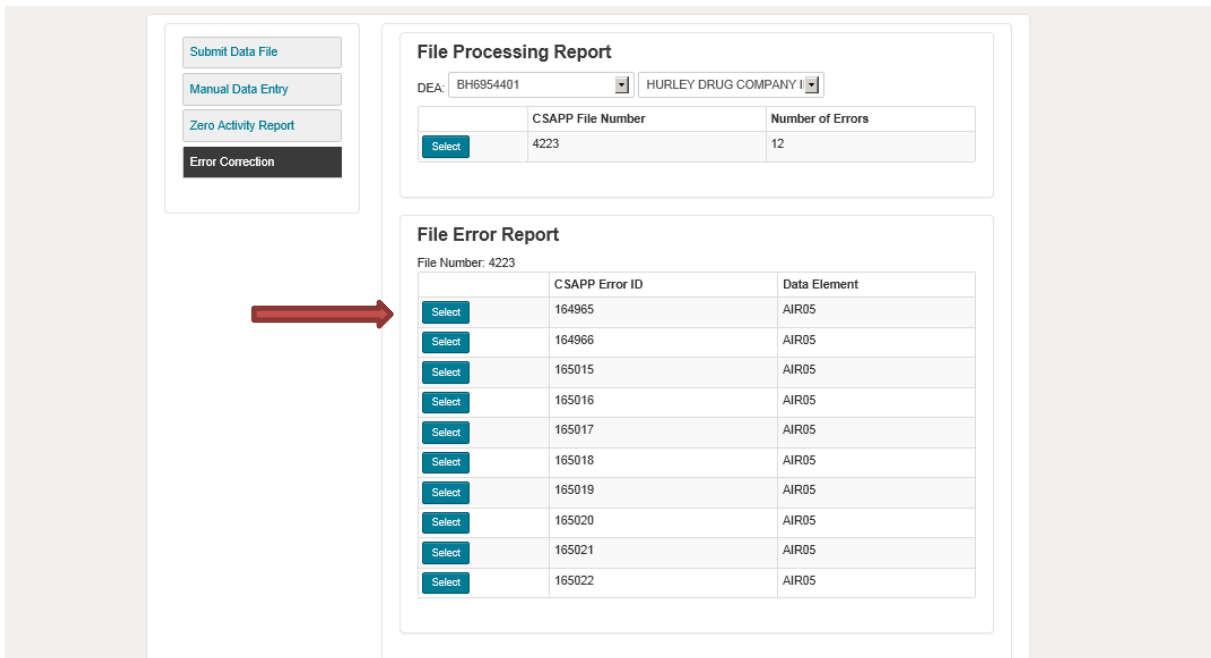 Submit Data File
Manual Data Entry
Zero Activity Report
Error Correction
File Processing Report
DEA: BH6954401 HURLEY DRUG COMPANY I
CSAPP File Number Number of Errors
Select 4223 12
File Error Report
File Number: 4223
CSAPP Error ID Data Element
Select 164965 AIR05
Select 164966 AIR05
Select 165015 AIR05
Select 165016 AIR05
Select 165017 AIR05
Select 165018 AIR05
Select 165019 AIR05
Select 165020 AIR05
Select 165021 AIR05
Select 165022 AIR05